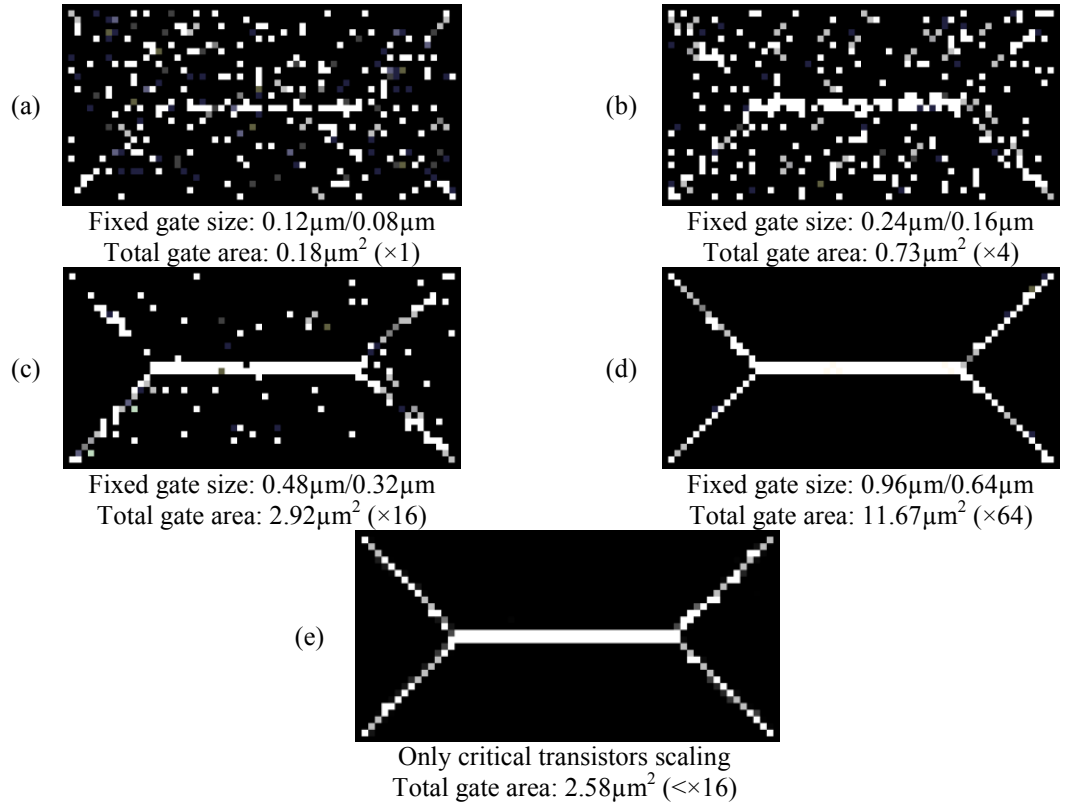 (a)
Fixed gate size: 0.12µm/0.08µm
Total gate area: 0.18µm² (×1)
(b)
Fixed gate size: 0.24µm/0.16µm
Total gate area: 0.73µm² (×4)
(c)
Fixed gate size: 0.48µm/0.32µm
Total gate area: 2.92µm² (×16)
(d)
Fixed gate size: 0.96µm/0.64µm
Total gate area: 11.67µm² (×64)
(e)
Only critical transistors scaling
Total gate area: 2.58µm² (<×16)